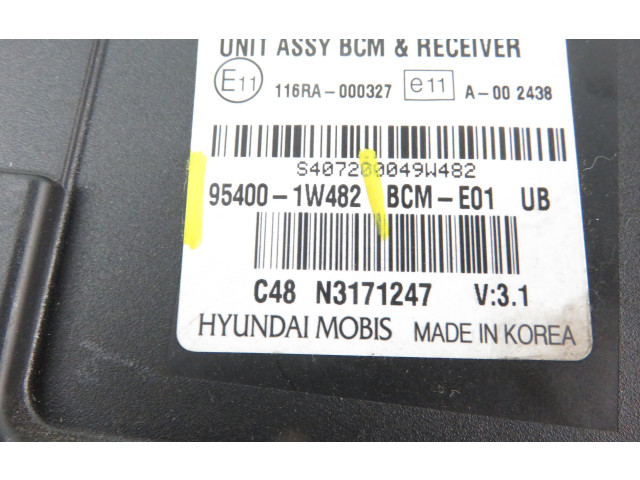 UNIT ASSY BCM & RECEIVER
E11 116RA-000327 e11 A-00 2438
S407200049W482
95400-1W482 BCM-E01 UB
C48 N3171247 V:3.1
HYUNDAI MOBIS MADE IN KOREA